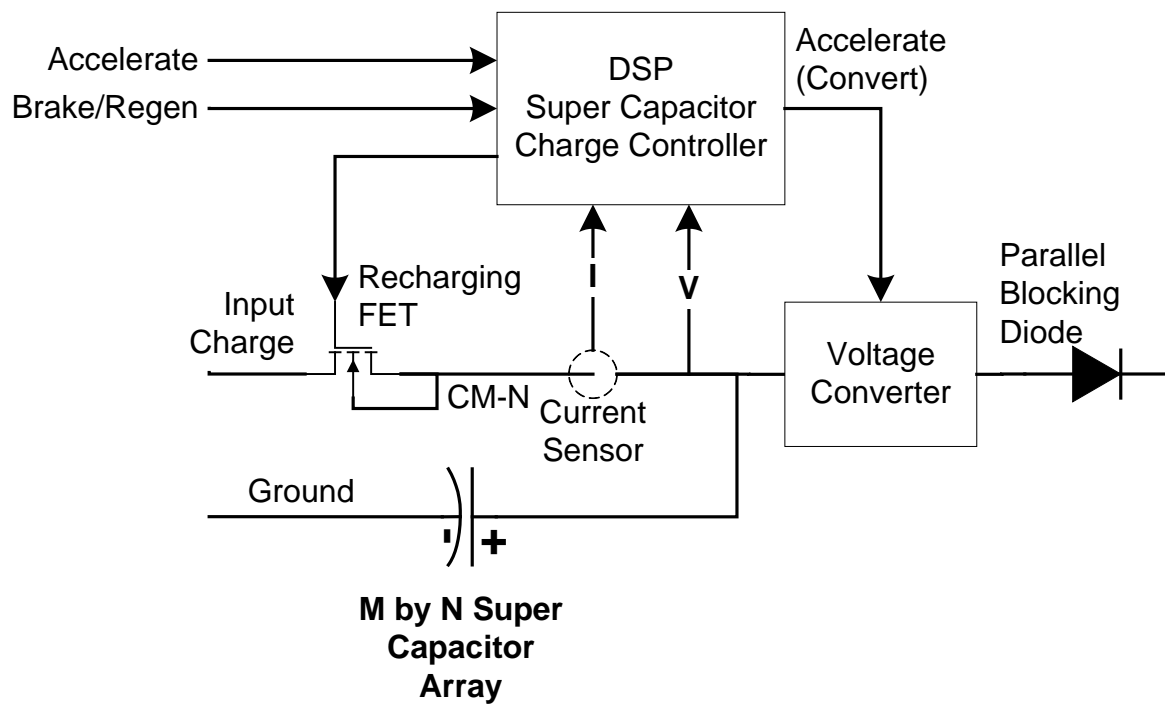 Accelerate
Brake/Regen
DSP
Super Capacitor
Charge Controller
Accelerate
(Convert)
Recharging
FET
Input
Charge
I
V
Parallel
Blocking
Diode
Voltage
Converter
CM-N
Current
Sensor
Ground
- +
M by N Super
Capacitor
Array